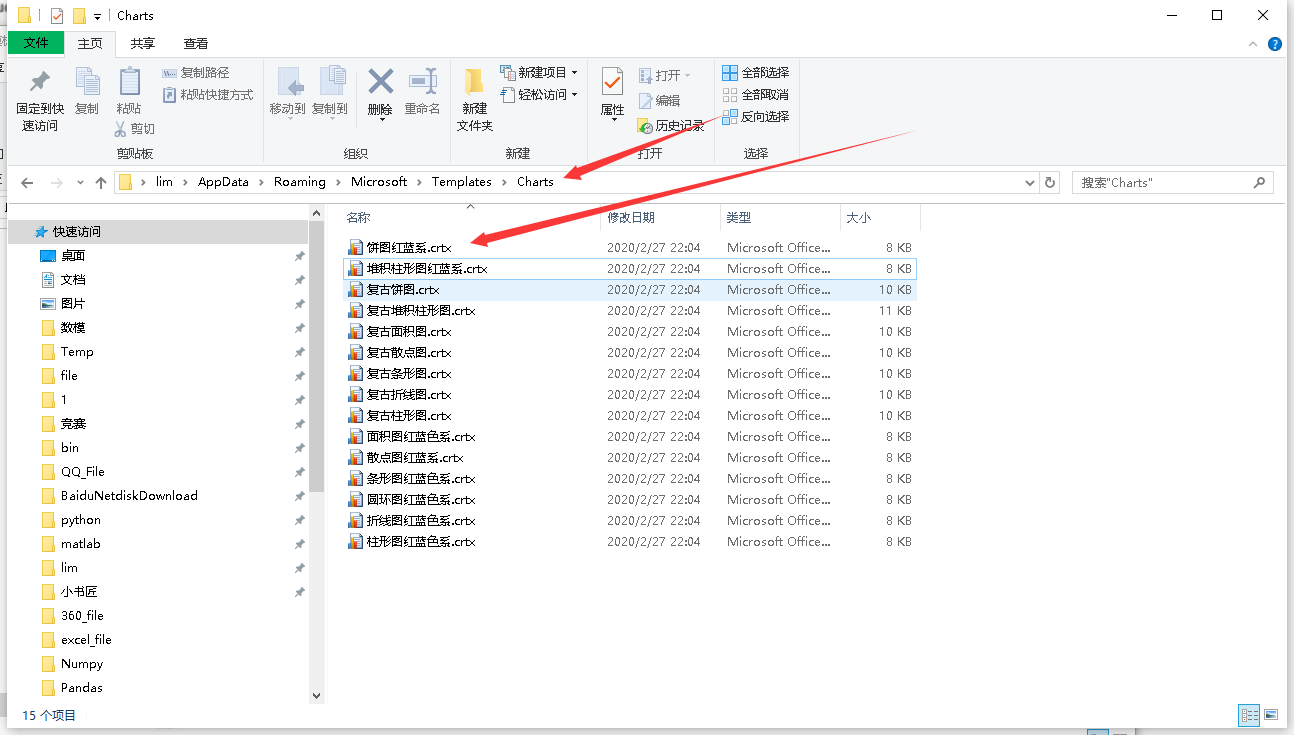 Charts
文件 主页 共享 查看
固定到快速访问
复制
粘贴
复制路径
粘贴快捷方式
剪切
剪贴板
移动到
复制到
删除
重命名
组织
新建文件夹
新建项目
轻松访问
新建
属性
打开
编辑
历史记录
打开
全部选择
全部取消
反向选择
选择
lim > AppData > Roaming > Microsoft > Templates > Charts
搜索"Charts"
快速访问
桌面
文档
图片
数模
Temp
file
1
竞赛
bin
QQ_File
BaiduNetdiskDownload
python
matlab
lim
小书匠
360_file
excel_file
Numpy
Pandas
名称 修改日期 类型 大小
饼图红蓝系.crtx 2020/2/27 22:04 Microsoft Office... 8 KB
堆积柱形图红蓝系.crtx 2020/2/27 22:04 Microsoft Office... 8 KB
复古饼图.crtx 2020/2/27 22:04 Microsoft Office... 10 KB
复古堆积柱形图.crtx 2020/2/27 22:04 Microsoft Office... 11 KB
复古面积图.crtx 2020/2/27 22:04 Microsoft Office... 10 KB
复古散点图.crtx 2020/2/27 22:04 Microsoft Office... 10 KB
复古条形图.crtx 2020/2/27 22:04 Microsoft Office... 10 KB
复古折线图.crtx 2020/2/27 22:04 Microsoft Office... 10 KB
复古柱形图.crtx 2020/2/27 22:04 Microsoft Office... 10 KB
面积图红蓝色系.crtx 2020/2/27 22:04 Microsoft Office... 8 KB
散点图红蓝系.crtx 2020/2/27 22:04 Microsoft Office... 8 KB
条形图红蓝色系.crtx 2020/2/27 22:04 Microsoft Office... 8 KB
圆环图红蓝色系.crtx 2020/2/27 22:04 Microsoft Office... 8 KB
折线图红蓝色系.crtx 2020/2/27 22:04 Microsoft Office... 8 KB
柱形图红蓝色系.crtx 2020/2/27 22:04 Microsoft Office... 8 KB
15 个项目